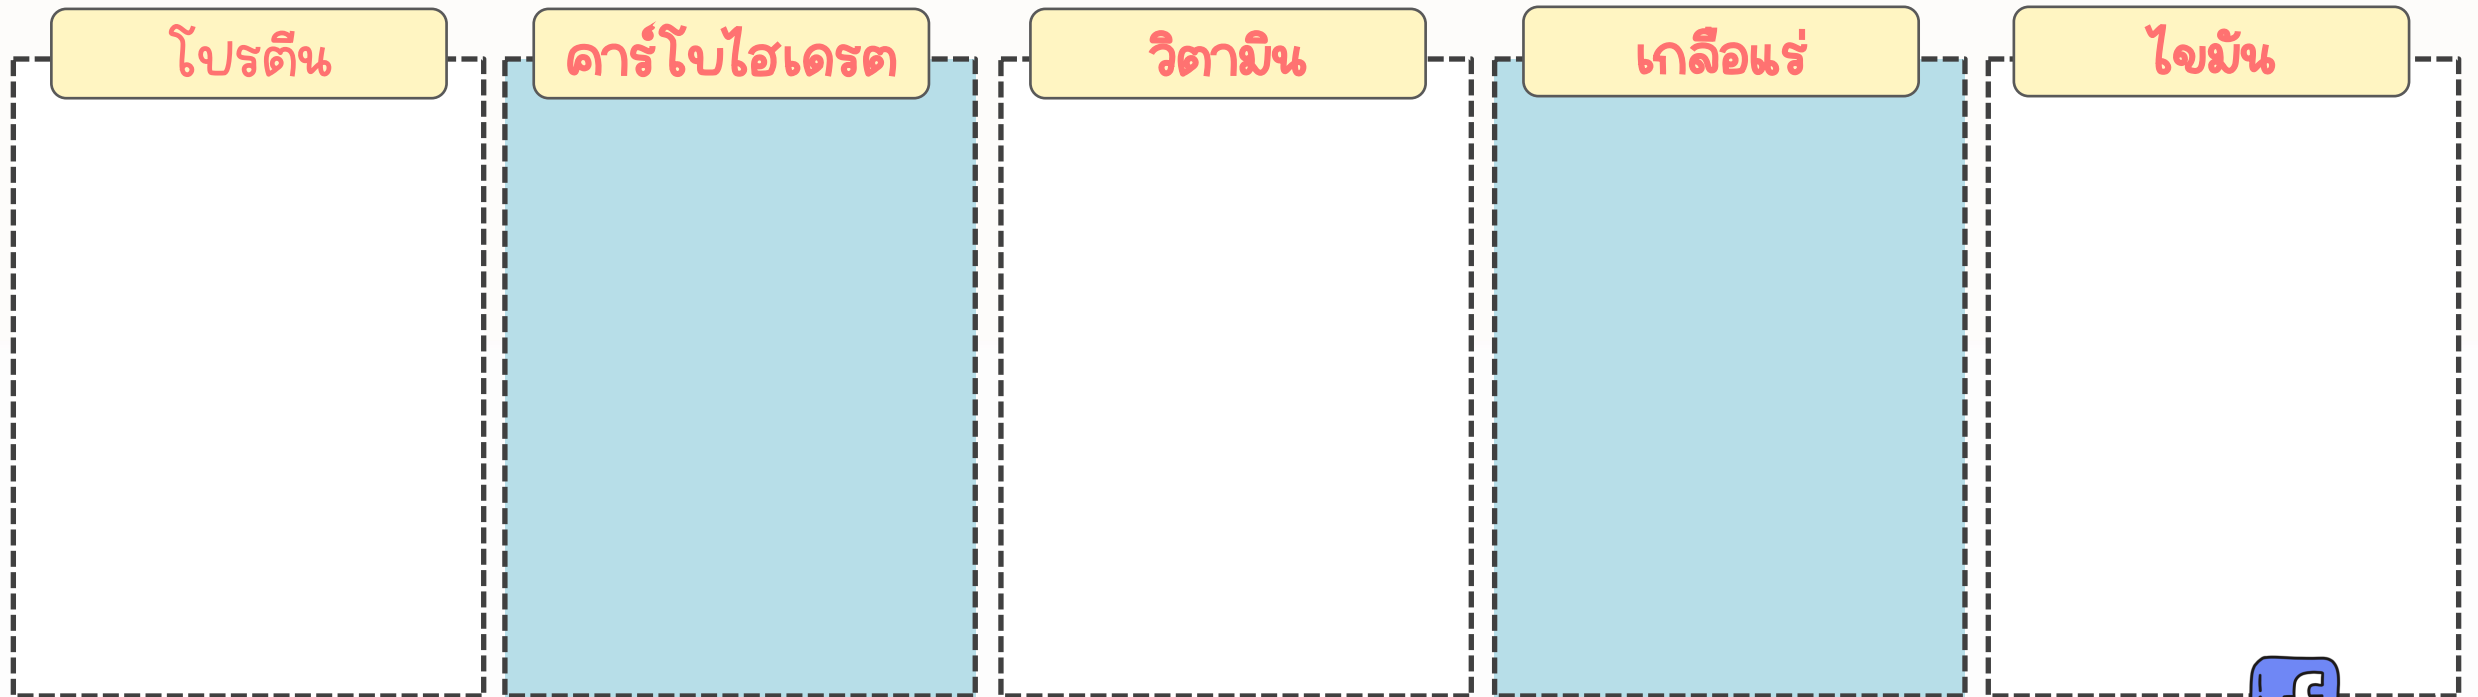 โปรตีน
คาร์โบไฮเดรต
วิตามิน
เกลือแร่
ไขมัน